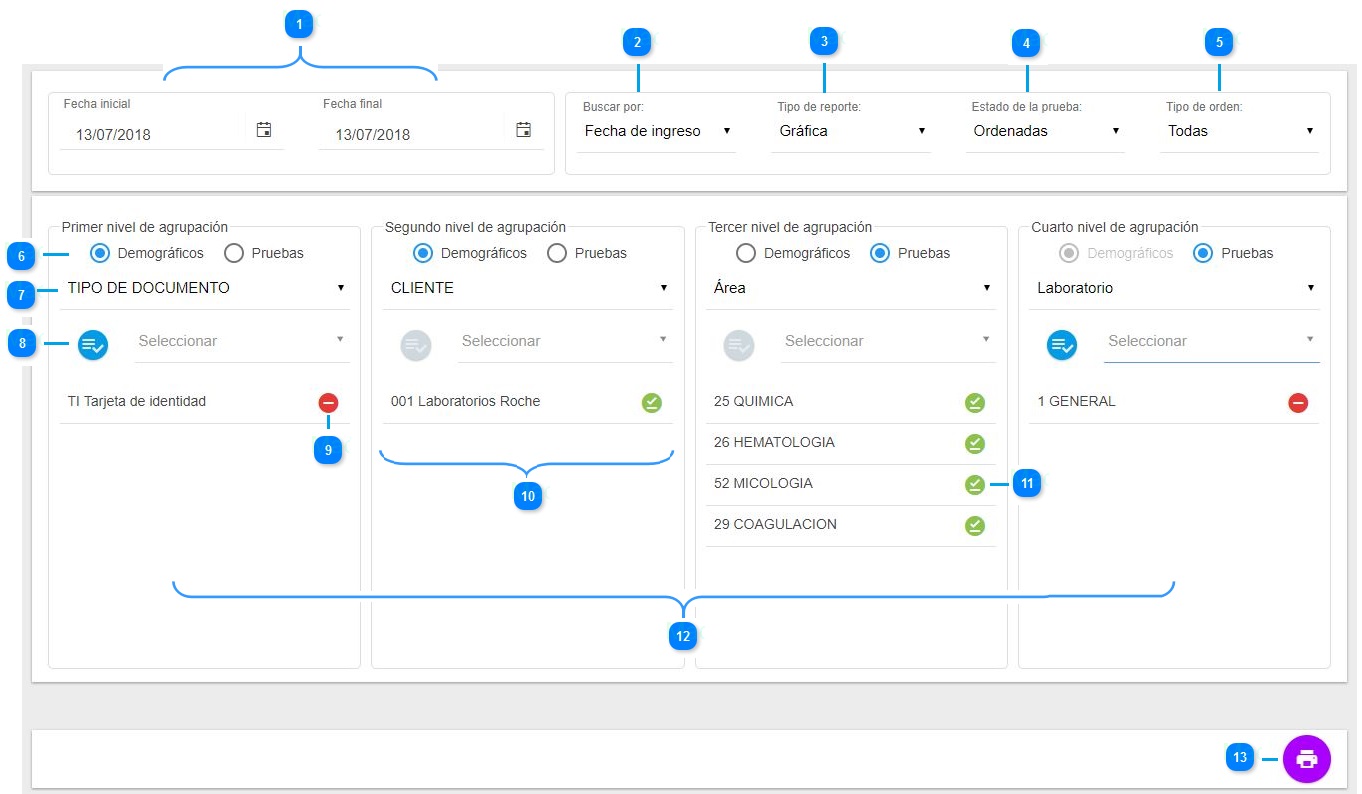 1
2
3
4
5
Fecha inicial
Fecha final
13/07/2018
13/07/2018
Buscar por:
Tipo de reporte:
Estado de la prueba:
Tipo de orden:
Fecha de ingreso
Gráfica
Ordenadas
Todas
Primer nivel de agrupación
Segundo nivel de agrupación
Tercer nivel de agrupación
Cuarto nivel de agrupación
6
Demográficos Pruebas
Demográficos Pruebas
Demográficos Pruebas
Demográficos Pruebas
7
TIPO DE DOCUMENTO
CLIENTE
Área
Laboratorio
8
Seleccionar
Seleccionar
Seleccionar
Seleccionar
TI Tarjeta de identidad
001 Laboratorios Roche
25 QUIMICA
1 GENERAL
9
26 HEMATOLOGIA
10
52 MICOLOGIA
11
29 COAGULACION
12
13